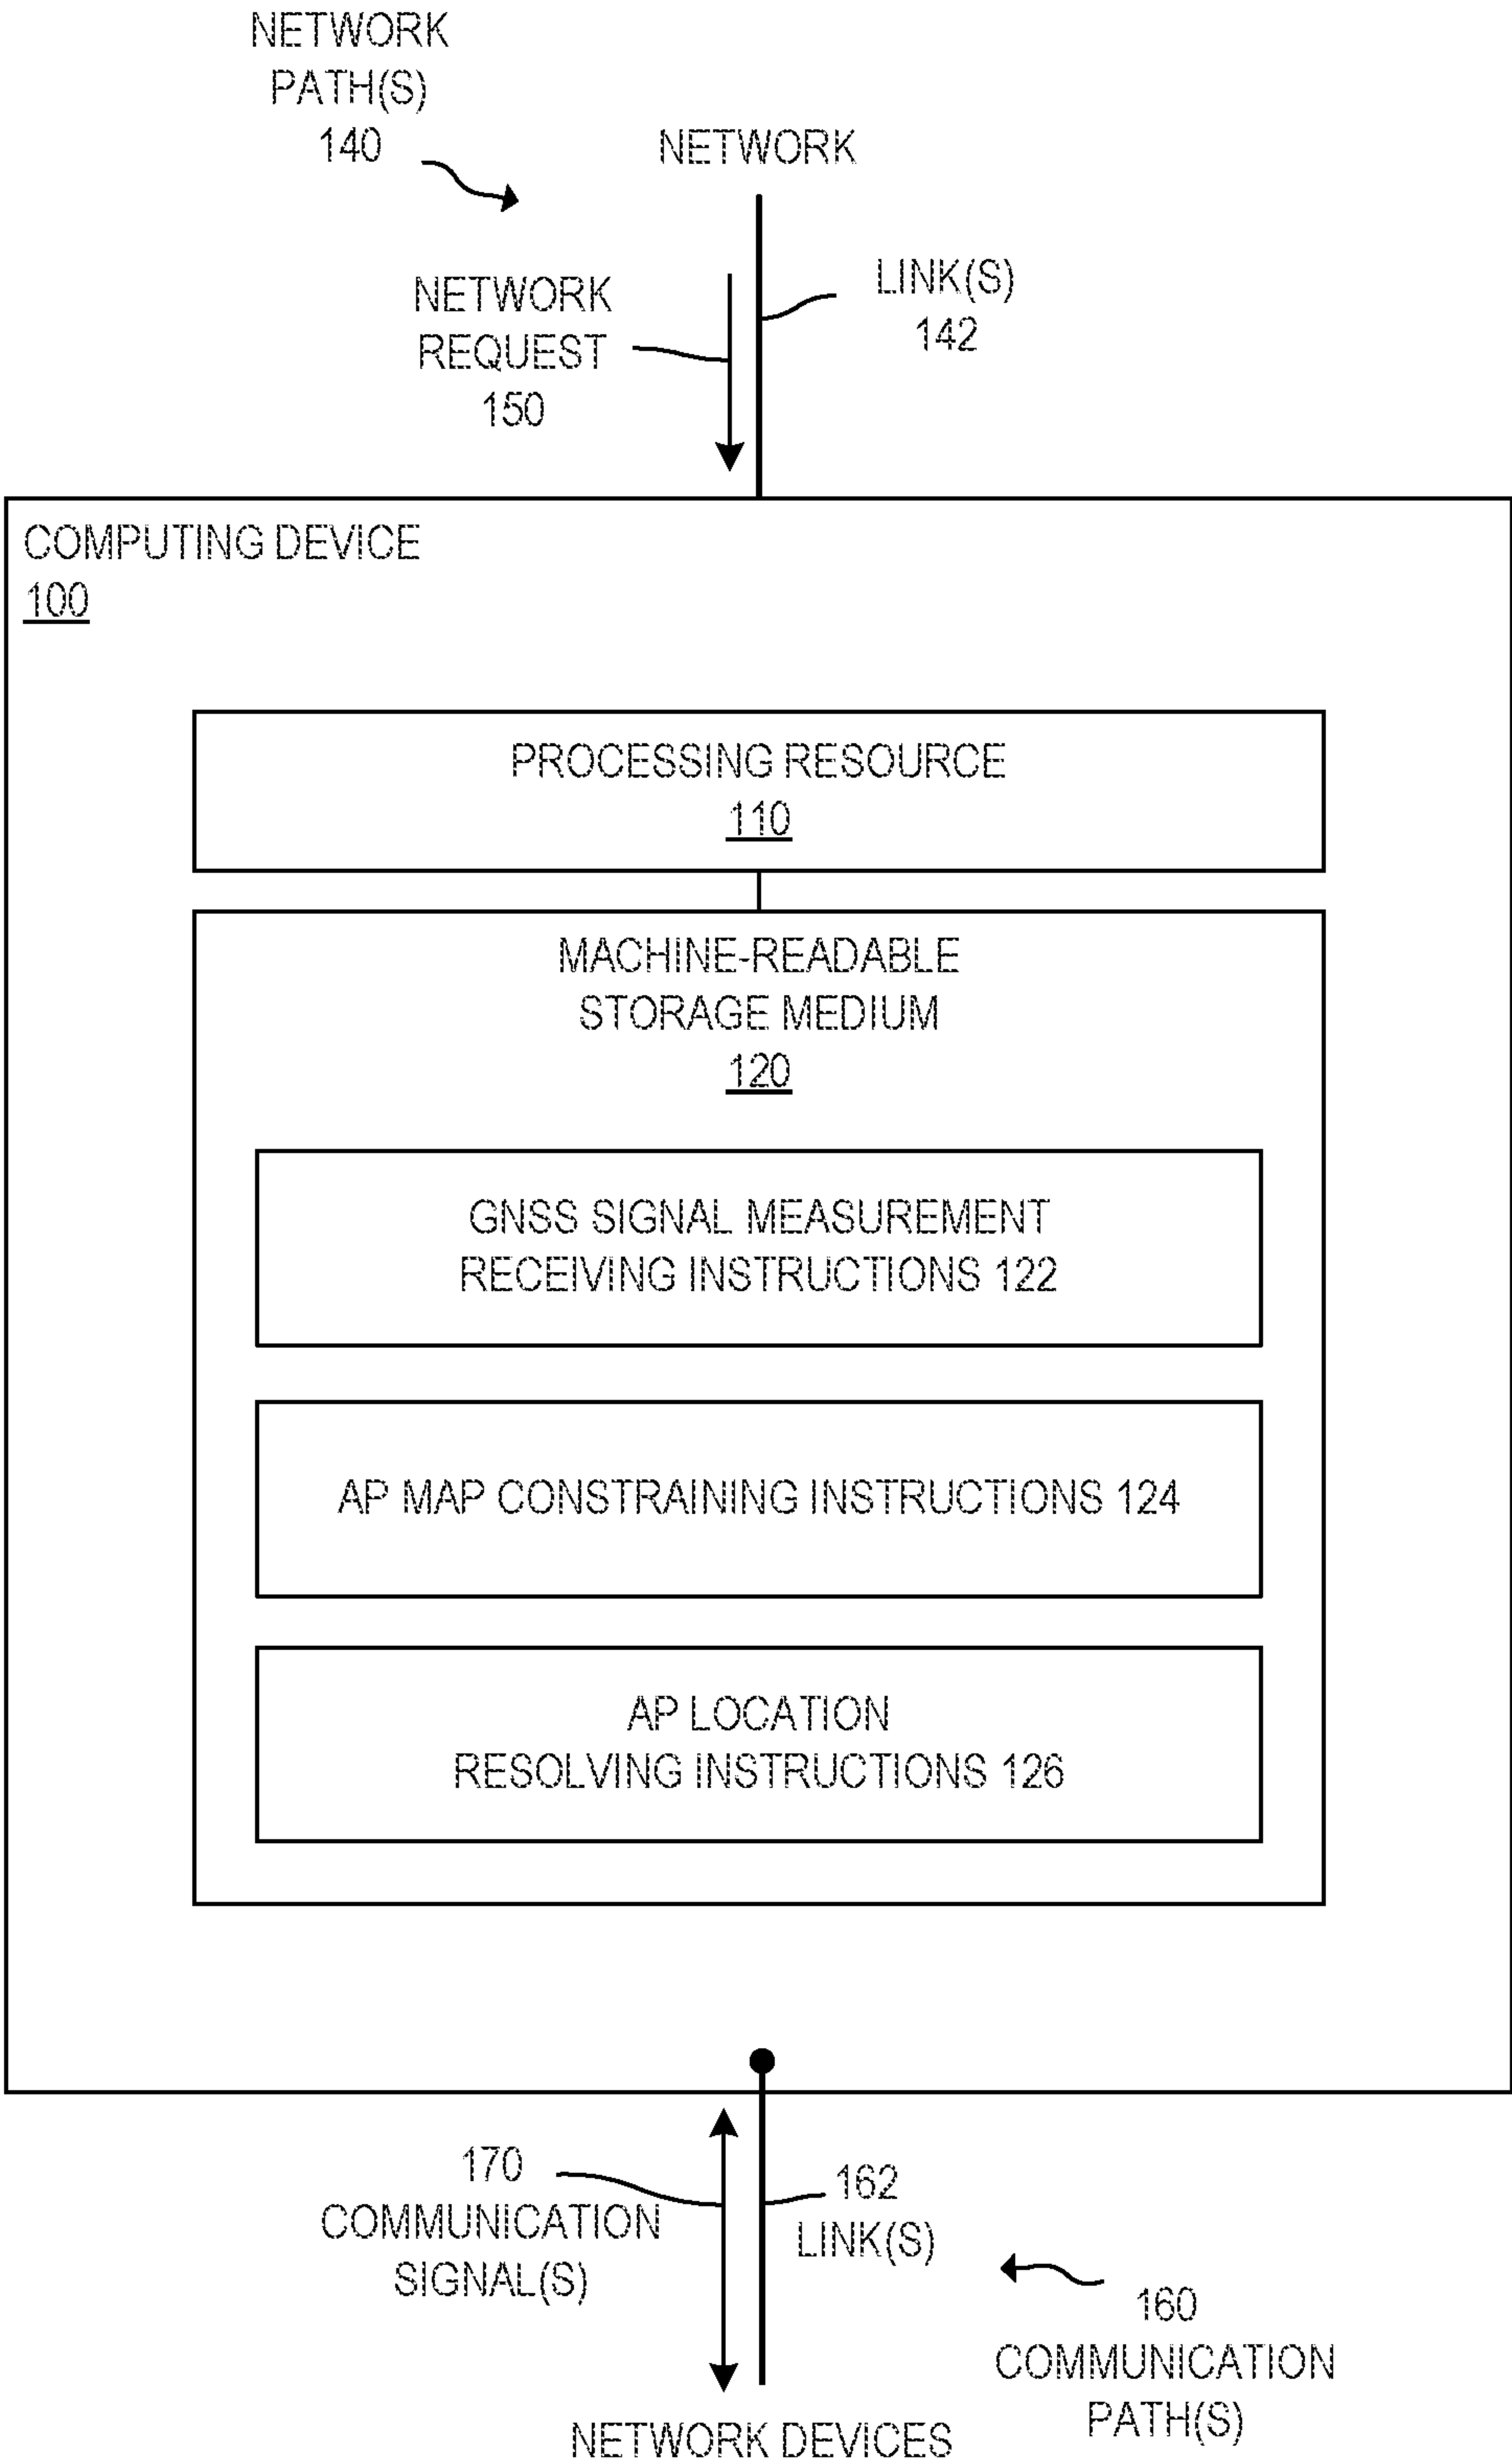 NETWORK
PATH(S)
140
NETWORK
NETWORK
REQUEST
150
LINK(S)
142
COMPUTING DEVICE
100
PROCESSING RESOURCE
110
MACHINE-READABLE
STORAGE MEDIUM
120
GNSS SIGNAL MEASUREMENT
RECEIVING INSTRUCTIONS 122
AP MAP CONSTRAINING INSTRUCTIONS 124
AP LOCATION
RESOLVING INSTRUCTIONS 126
170
COMMUNICATION
SIGNAL(S)
162
LINK(S)
160
COMMUNICATION
PATH(S)
NETWORK DEVICES